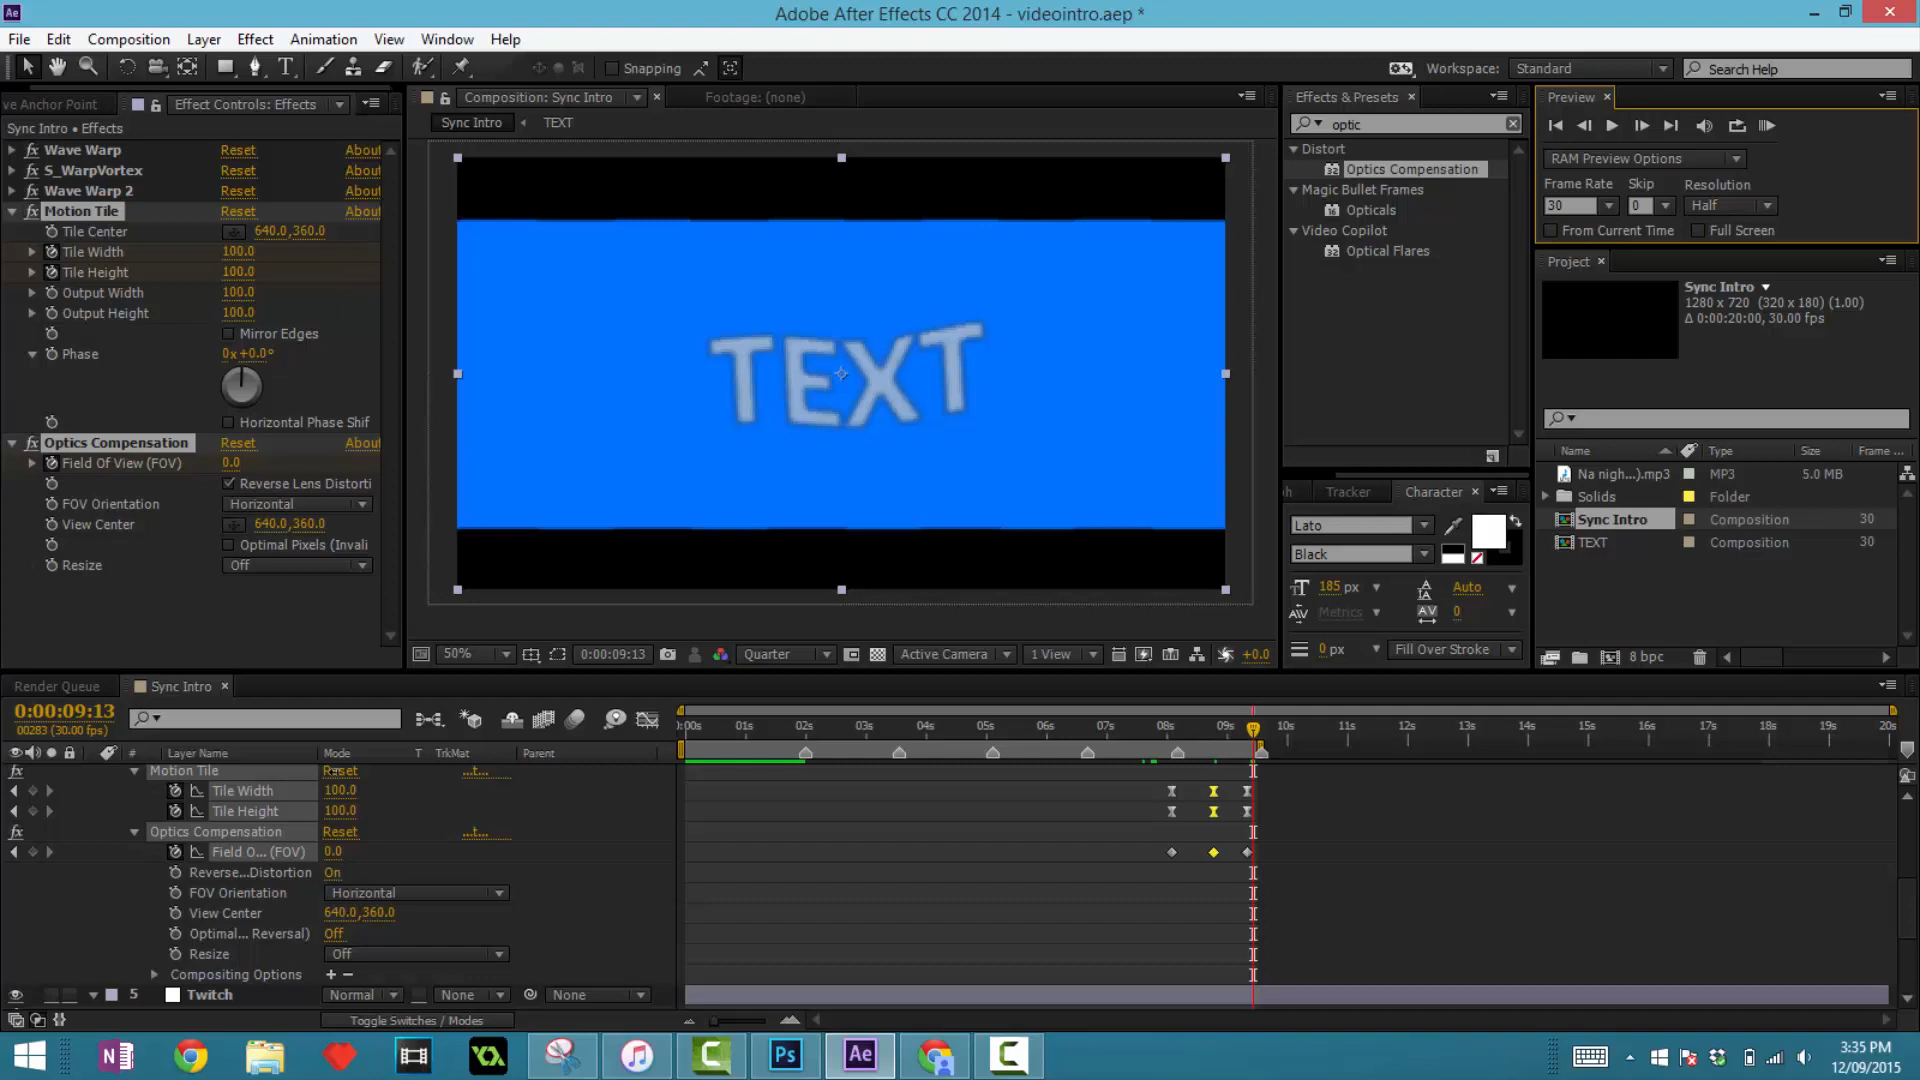 Adobe After Effects CC 2014 - videointro.aep *
File Edit Composition Layer Effect Animation View Window Help
Snapping
Workspace: Standard
Search Help
ve Anchor Point
Effect Controls: Effects
Sync Intro • Effects
Wave Warp Reset About
S_WarpVortex Reset About
Wave Warp 2 Reset About
Motion Tile Reset About
Tile Center 640.0,360.0
Tile Width 100.0
Tile Height 100.0
Output Width 100.0
Output Height 100.0
Mirror Edges
Phase 0x+0.0°
Horizontal Phase Shif
Optics Compensation Reset About
Field Of View (FOV) 0.0
Reverse Lens Distorti
FOV Orientation Horizontal
View Center 640.0,360.0
Optimal Pixels (Invali
Resize Off
Composition: Sync Intro
Footage: (none)
Sync Intro TEXT
TEXT
50% 0:00:09:13 Quarter Active Camera 1 View +0.0
Effects & Presets
optic
Distort
Optics Compensation
Magic Bullet Frames
Opticals
Video Copilot
Optical Flares
Tracker Character
Lato
Black
185 px Auto
Metrics 0
0 px Fill Over Stroke
Preview
RAM Preview Options
Frame Rate Skip Resolution
30 0 Half
From Current Time Full Screen
Project
Sync Intro
1280 x 720 (320 x 180) (1.00)
Δ 0:00:20:00, 30.00 fps
Name Type Size Frame ...
Na nigh...).mp3 MP3 5.0 MB
Solids Folder
Sync Intro Composition 30
TEXT Composition 30
8 bpc
Render Queue Sync Intro
0:00:09:13
00283 (30.00 fps)
:00s 01s 02s 03s 04s 05s 06s 07s 08s 09s 10s 11s 12s 13s 14s 15s 16s 17s 18s 19s 20s
# Layer Name Mode T TrkMat Parent
Motion Tile Reset ...t...
Tile Width 100.0
Tile Height 100.0
Optics Compensation Reset ...t...
Field O... (FOV) 0.0
Reverse...Distortion On
FOV Orientation Horizontal
View Center 640.0,360.0
Optimal... Reversal) Off
Resize Off
Compositing Options + −
5 Twitch Normal None None
Toggle Switches / Modes
Ps Ae
3:35 PM
12/09/2015